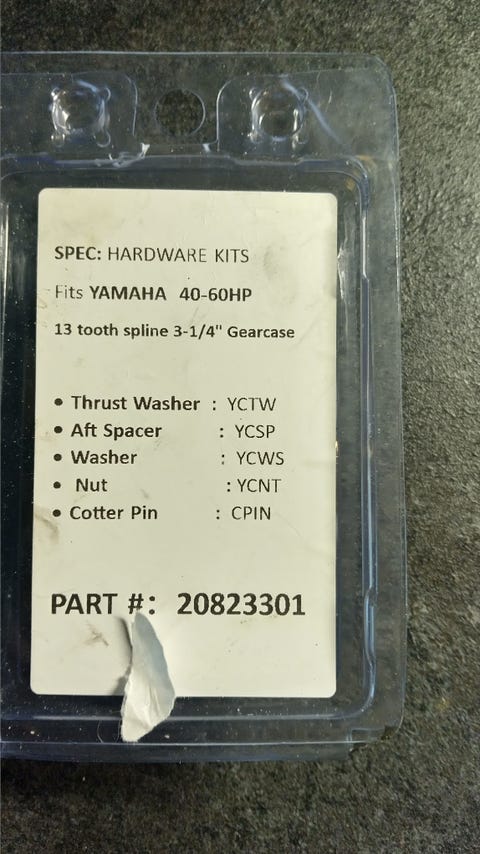 SPEC: HARDWARE KITS
Fits YAMAHA 40-60HP
13 tooth spline 3-1/4" Gearcase
• Thrust Washer : YCTW
• Aft Spacer : YCSP
• Washer : YCWS
• Nut : YCNT
• Cotter Pin : CPIN
PART #: 20823301